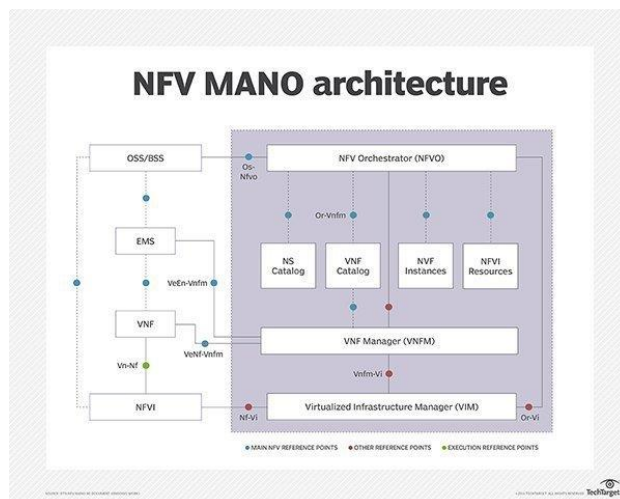 NFV MANO architecture
OSS/BSS
NFV Orchestrator (NFVO)
Os-
Nfvo
Or-Vnfm
EMS
NS
Catalog
VNF
Catalog
NVF
Instances
NFVI
Resources
VeEn-Vnfm
VNF
VNF Manager (VNFM)
VeNf-Vnfm
Vn-Nf
Vnfm-Vi
NFVI
Virtualized Infrastructure Manager (VIM)
Nf-Vi
Or-Vi
MAIN NFV REFERENCE POINTS
OTHER REFERENCE POINTS
EXECUTION REFERENCE POINTS
TechTarget